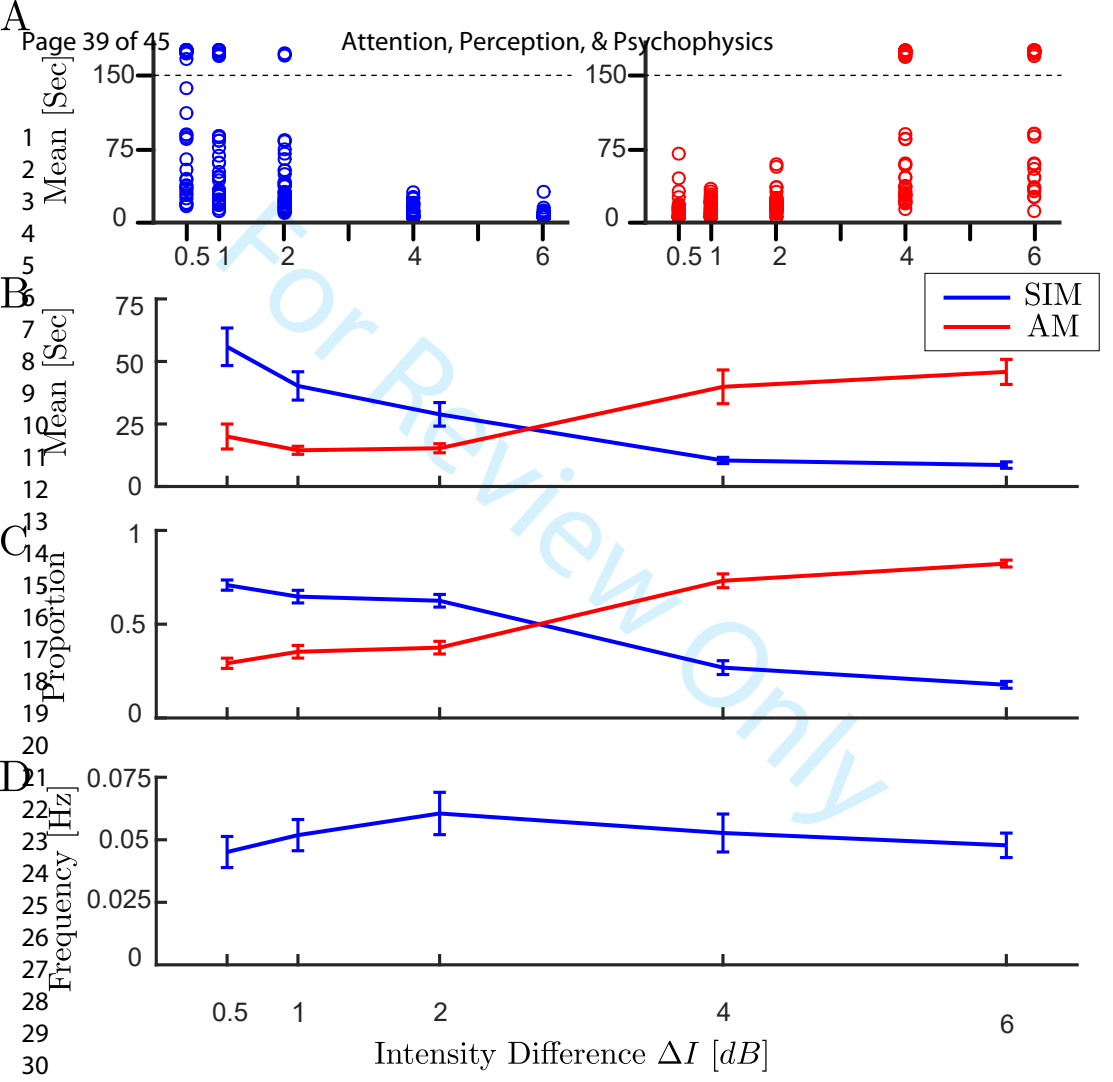 A
Page 39 of 45 Attention, Perception, & Psychophysics
Mean [Sec]
150
75
0
0.5 1 2 4 6
150
75
0
0.5 1 2 4 6
1
2
3
4
5
6
7
8
9
10
11
12
13
14
15
16
17
18
19
20
21
22
23
24
25
26
27
28
29
30
For Review Only
B
Mean [Sec]
75
50
25
0
SIM
AM
C
Proportion
1
0.5
0
D
Frequency [Hz]
0.075
0.05
0.025
0
0.5 1 2 4 6
Intensity Difference ΔI [dB]